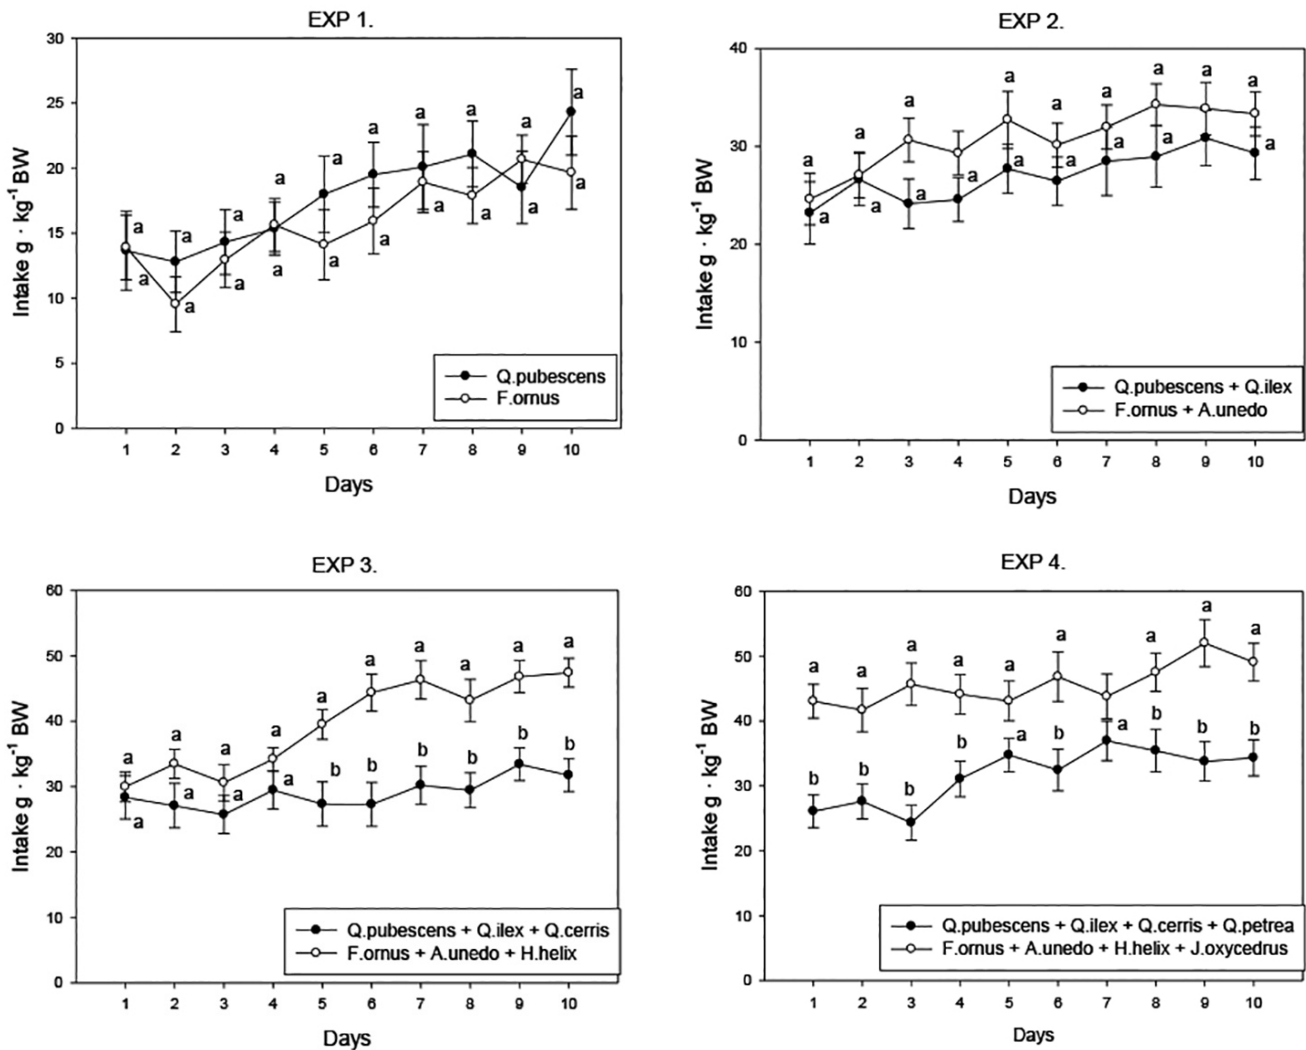 EXP 1.
30
25
20
15
10
5
0
Intake g · kg-1 BW
a a a a a a a a a a
a a a a a a a a a a
Q.pubescens
F.ornus
1 2 3 4 5 6 7 8 9 10
Days
EXP 2.
40
30
20
10
0
Intake g · kg-1 BW
a a a a a a a a a
a a a a a a a a a
Q.pubescens + Q.ilex
F.ornus + A.unedo
1 2 3 4 5 6 7 8 9 10
Days
EXP 3.
60
50
40
30
20
10
0
Intake g · kg-1 BW
a a a a a a a a a a
a a a a b b b b b b
Q.pubescens + Q.ilex + Q.cerris
F.ornus + A.unedo + H.helix
1 2 3 4 5 6 7 8 9 10
Days
EXP 4.
60
50
40
30
20
10
0
Intake g · kg-1 BW
a a a a a a a a a
b b b b a b a b b b
Q.pubescens + Q.ilex + Q.cerris + Q.petrea
F.ornus + A.unedo + H.helix + J.oxycedrus
1 2 3 4 5 6 7 8 9 10
Days